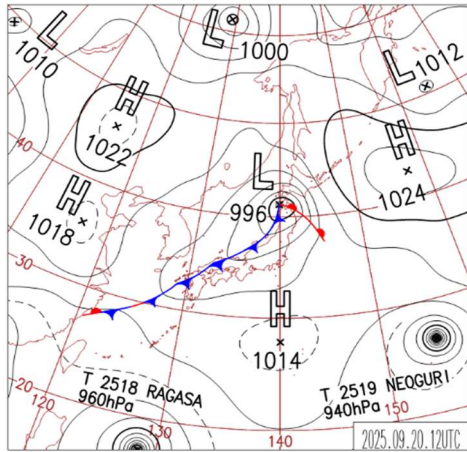 L
1010
L
1000
L
1012
H
1022
H
1024
40
L
996
H
1018
30
H
1014
T 2518 RAGASA
960hPa
T 2519 NEOGURI
940hPa
20
120
130
140
150
2025.09.20.12UTC